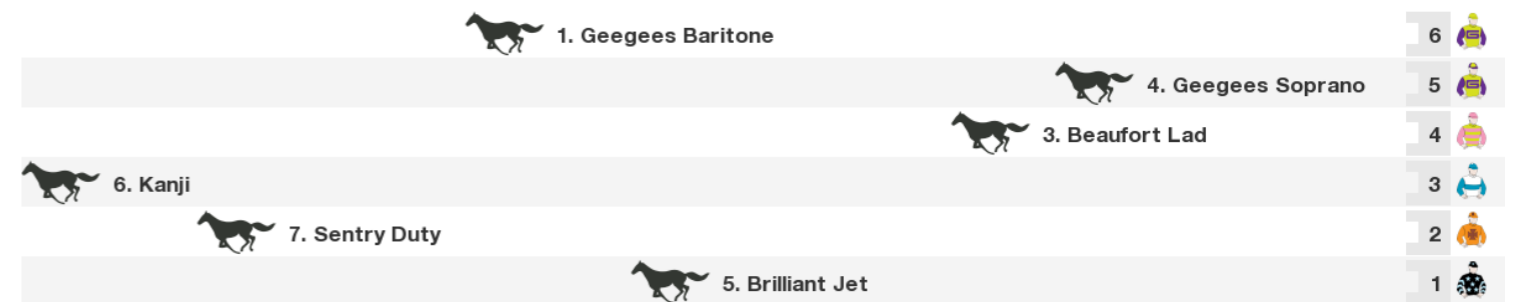 1. Geegees Baritone 6
4. Geegees Soprano 5
3. Beaufort Lad 4
6. Kanji 3
7. Sentry Duty 2
5. Brilliant Jet 1